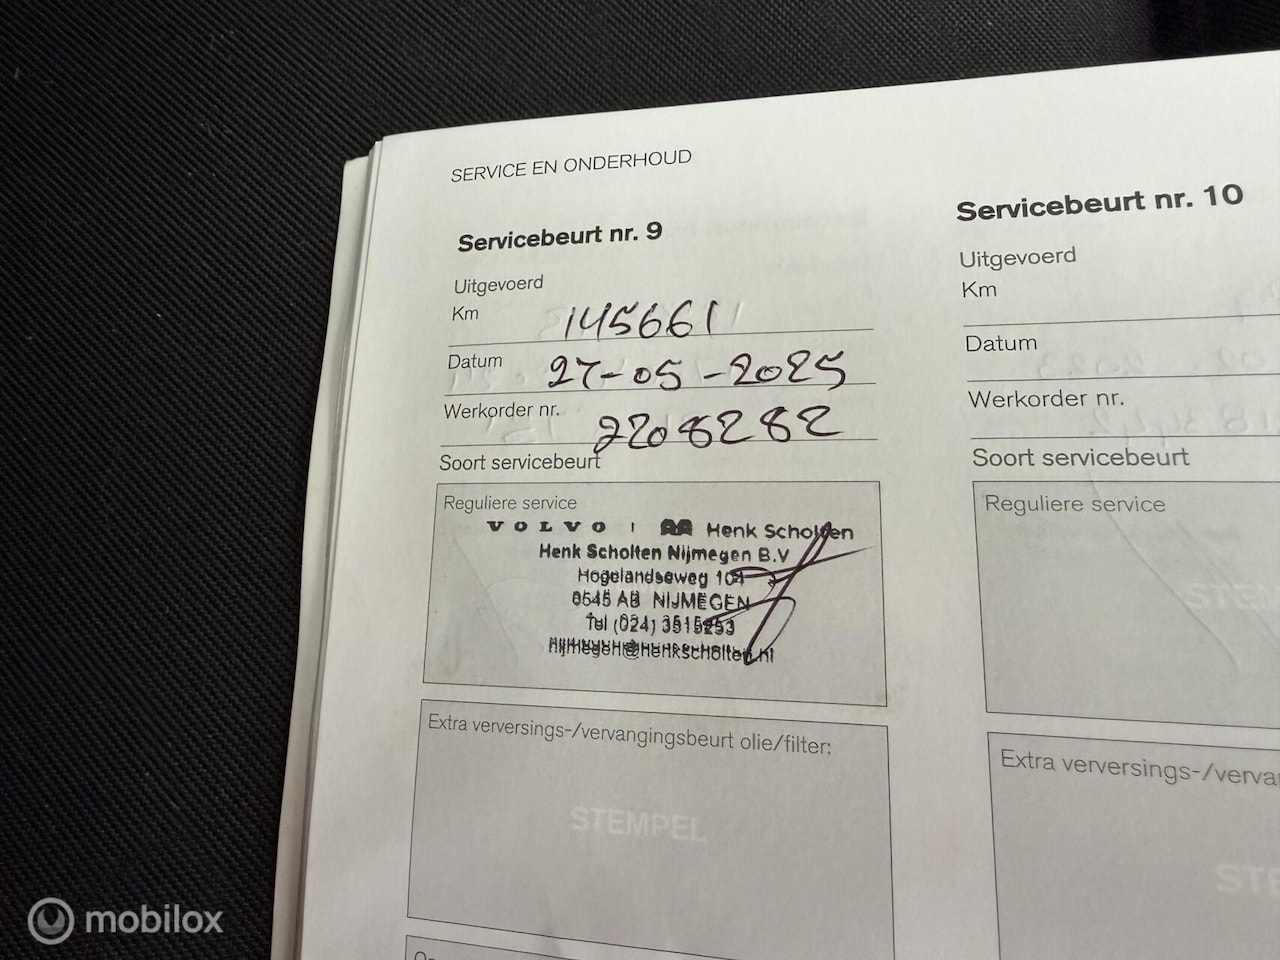 SERVICE EN ONDERHOUD
Servicebeurt nr. 9
Uitgevoerd
Km 145661
Datum 27-05-2025
Werkorder nr. 2208282
Soort servicebeurt
Reguliere service
VOLVO | Henk Scholten
Henk Scholten Nijmegen B.V
Hogelandseweg 101
6545 AB NIJMEGEN
Tel (024) 3515253
nijmegen@henkscholten.nl
Extra verversings-/vervangingsbeurt olie/filter:
STEMPEL
Servicebeurt nr. 10
Uitgevoerd
Km
Datum
Werkorder nr.
Soort servicebeurt
Reguliere service
STEM
Extra verversings-/verva
STE
mobilox